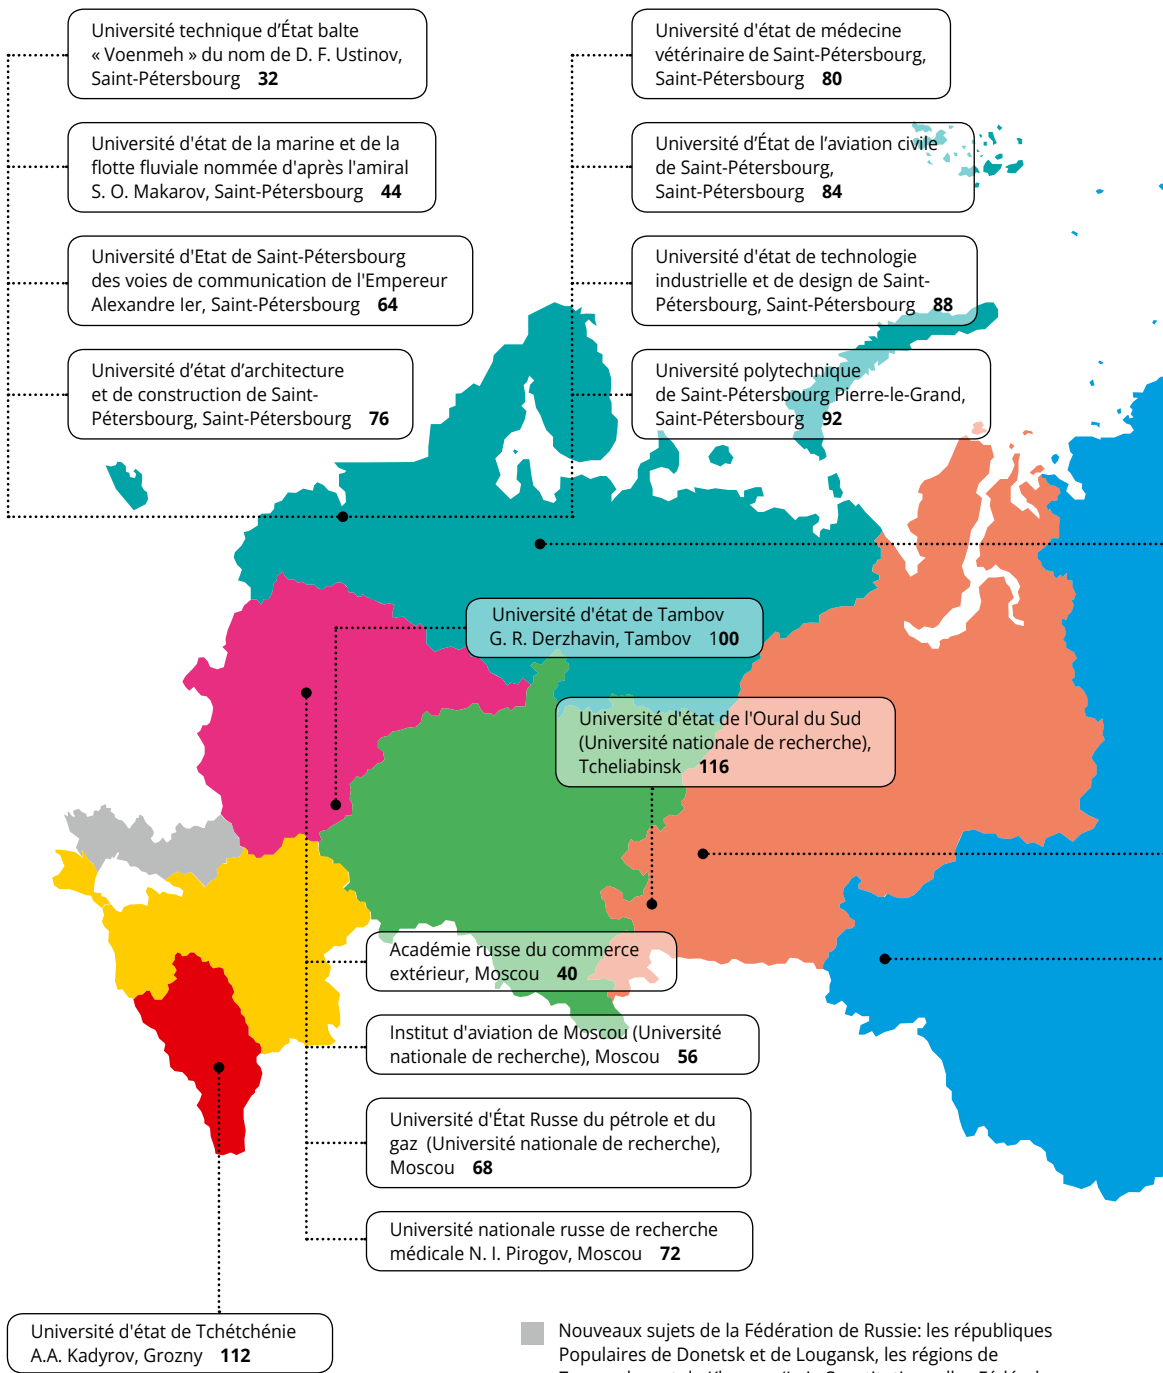 Université technique d’État balte
« Voenmeh » du nom de D. F. Ustinov,
Saint-Pétersbourg 32
Université d'état de la marine et de la
flotte fluviale nommée d'après l'amiral
S. O. Makarov, Saint-Pétersbourg 44
Université d'Etat de Saint-Pétersbourg
des voies de communication de l'Empereur
Alexandre Ier, Saint-Pétersbourg 64
Université d’état d’architecture
et de construction de Saint-
Pétersbourg, Saint-Pétersbourg 76
Université d'état de médecine
vétérinaire de Saint-Pétersbourg,
Saint-Pétersbourg 80
Université d’État de l’aviation civile
de Saint-Pétersbourg,
Saint-Pétersbourg 84
Université d'état de technologie
industrielle et de design de Saint-
Pétersbourg, Saint-Pétersbourg 88
Université polytechnique
de Saint-Pétersbourg Pierre-le-Grand,
Saint-Pétersbourg 92
Université d'état de Tambov
G. R. Derzhavin, Tambov 100
Université d'état de l'Oural du Sud
(Université nationale de recherche),
Tcheliabinsk 116
Académie russe du commerce
extérieur, Moscou 40
Institut d'aviation de Moscou (Université
nationale de recherche), Moscou 56
Université d'État Russe du pétrole et du
gaz (Université nationale de recherche),
Moscou 68
Université nationale russe de recherche
médicale N. I. Pirogov, Moscou 72
Université d'état de Tchétchénie
A.A. Kadyrov, Grozny 112
Nouveaux sujets de la Fédération de Russie: les républiques
Populaires de Donetsk et de Lougansk, les régions de